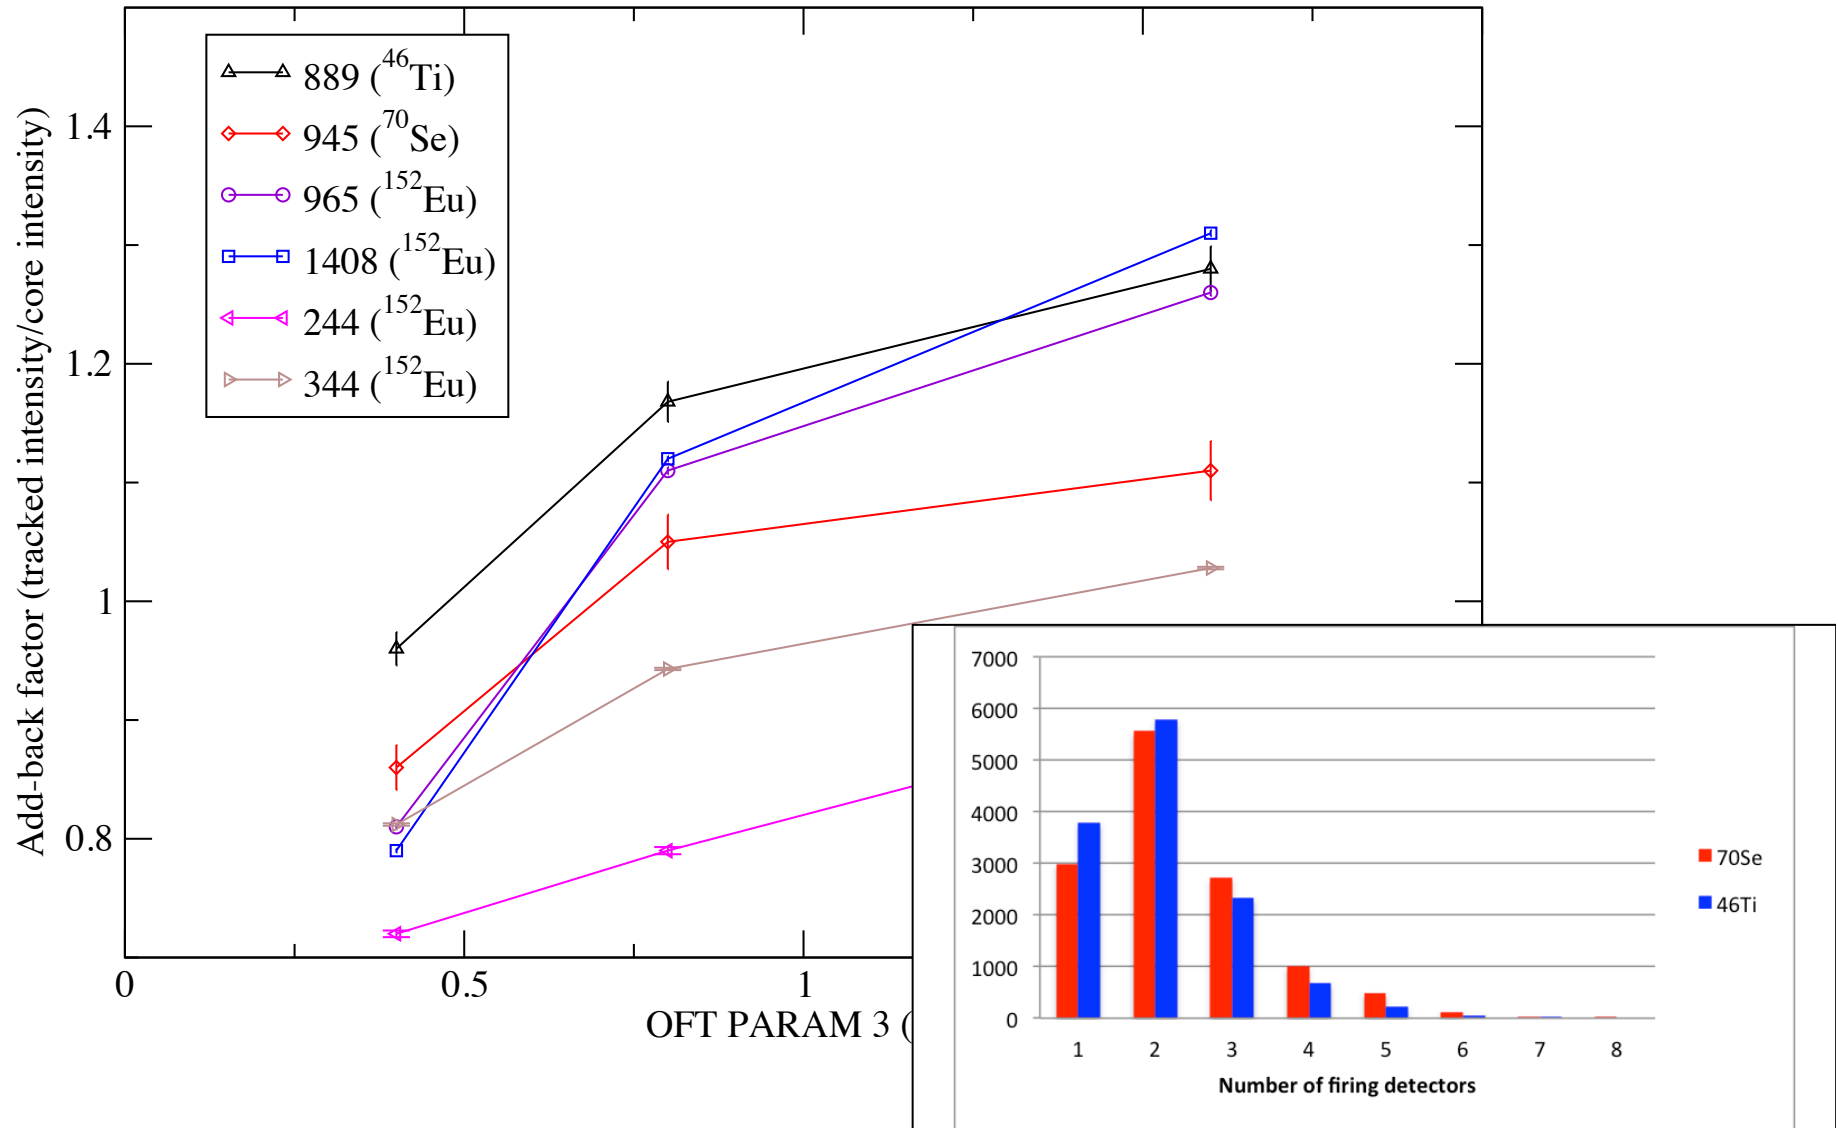 Add-back factor (tracked intensity/core intensity)
1.4
1.2
1
0.8
889 (46Ti)
945 (70Se)
965 (152Eu)
1408 (152Eu)
244 (152Eu)
344 (152Eu)
0 0.5 1
OFT PARAM 3 (
7000
6000
5000
4000
3000
2000
1000
0
1 2 3 4 5 6 7 8
Number of firing detectors
70Se
46Ti